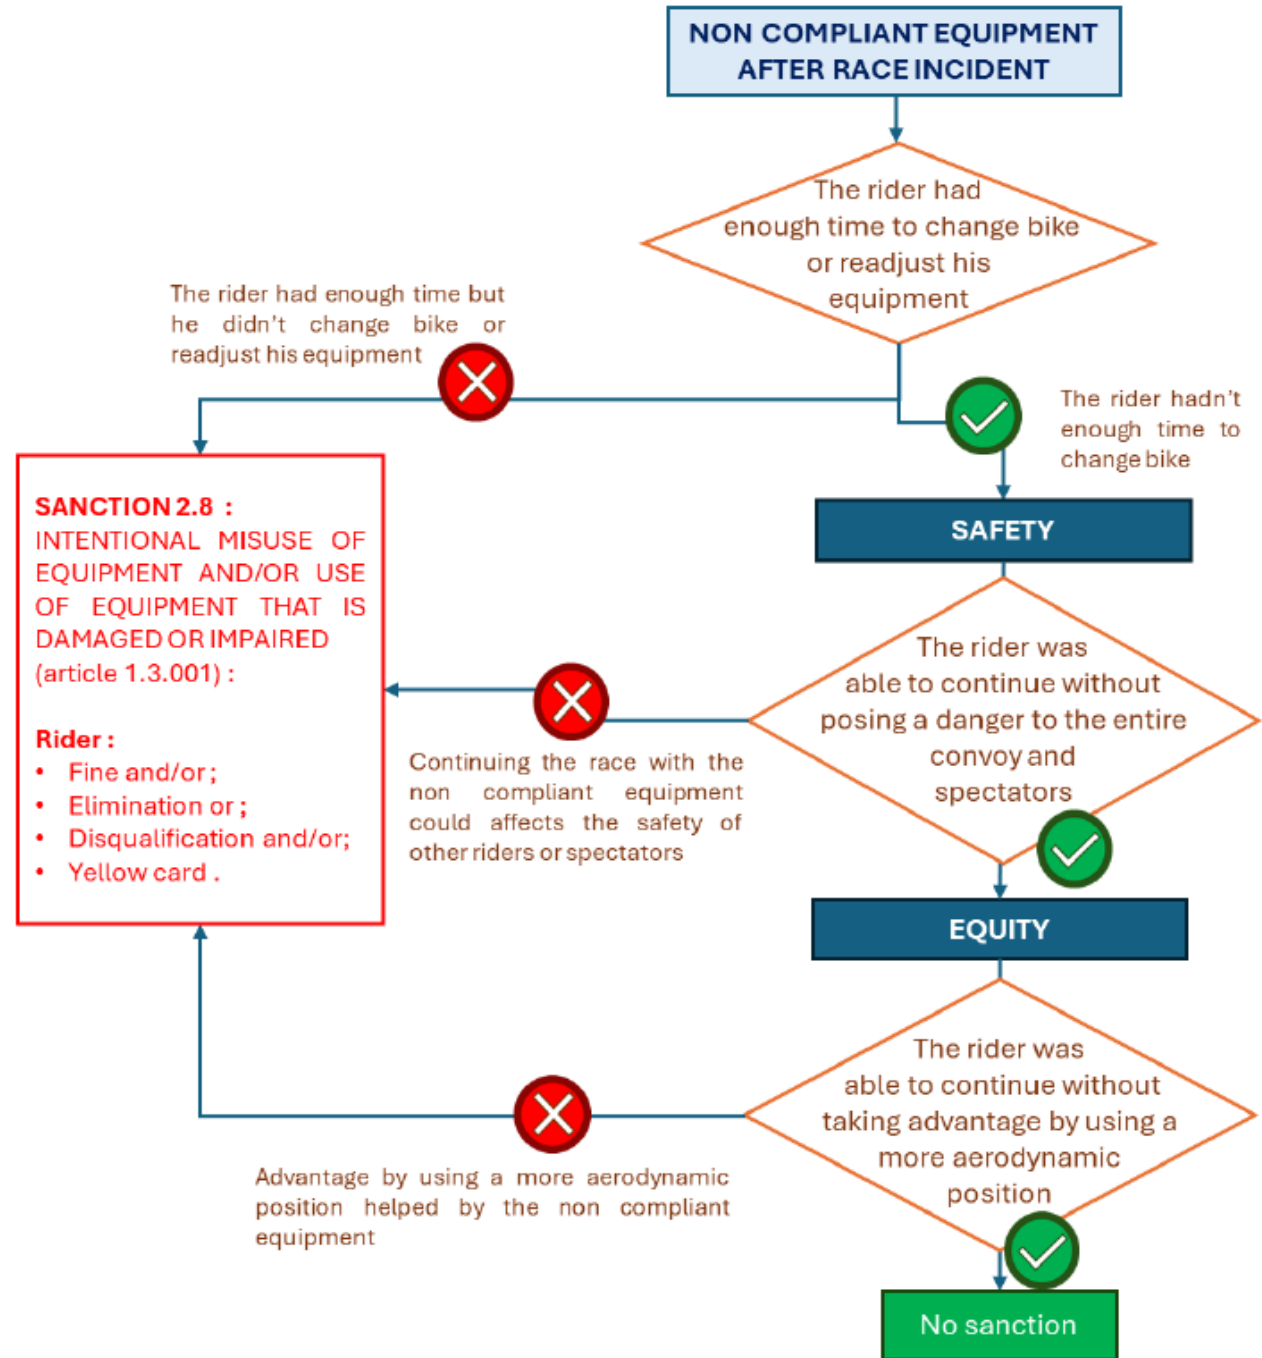 NON COMPLIANT EQUIPMENT
AFTER RACE INCIDENT
The rider had
enough time to change bike
or readjust his
equipment
The rider had enough time but
he didn't change bike or
readjust his equipment
The rider hadn't
enough time to
change bike
SANCTION 2.8 :
INTENTIONAL MISUSE OF
EQUIPMENT AND/OR USE
OF EQUIPMENT THAT IS
DAMAGED OR IMPAIRED
(article 1.3.001) :
Rider :
• Fine and/or ;
• Elimination or ;
• Disqualification and/or;
• Yellow card .
SAFETY
The rider was
able to continue without
posing a danger to the entire
convoy and
spectators
Continuing the race with the
non compliant equipment
could affects the safety of
other riders or spectators
EQUITY
The rider was
able to continue without
taking advantage by using a
more aerodynamic
position
Advantage by using a more aerodynamic
position helped by the non compliant
equipment
No sanction